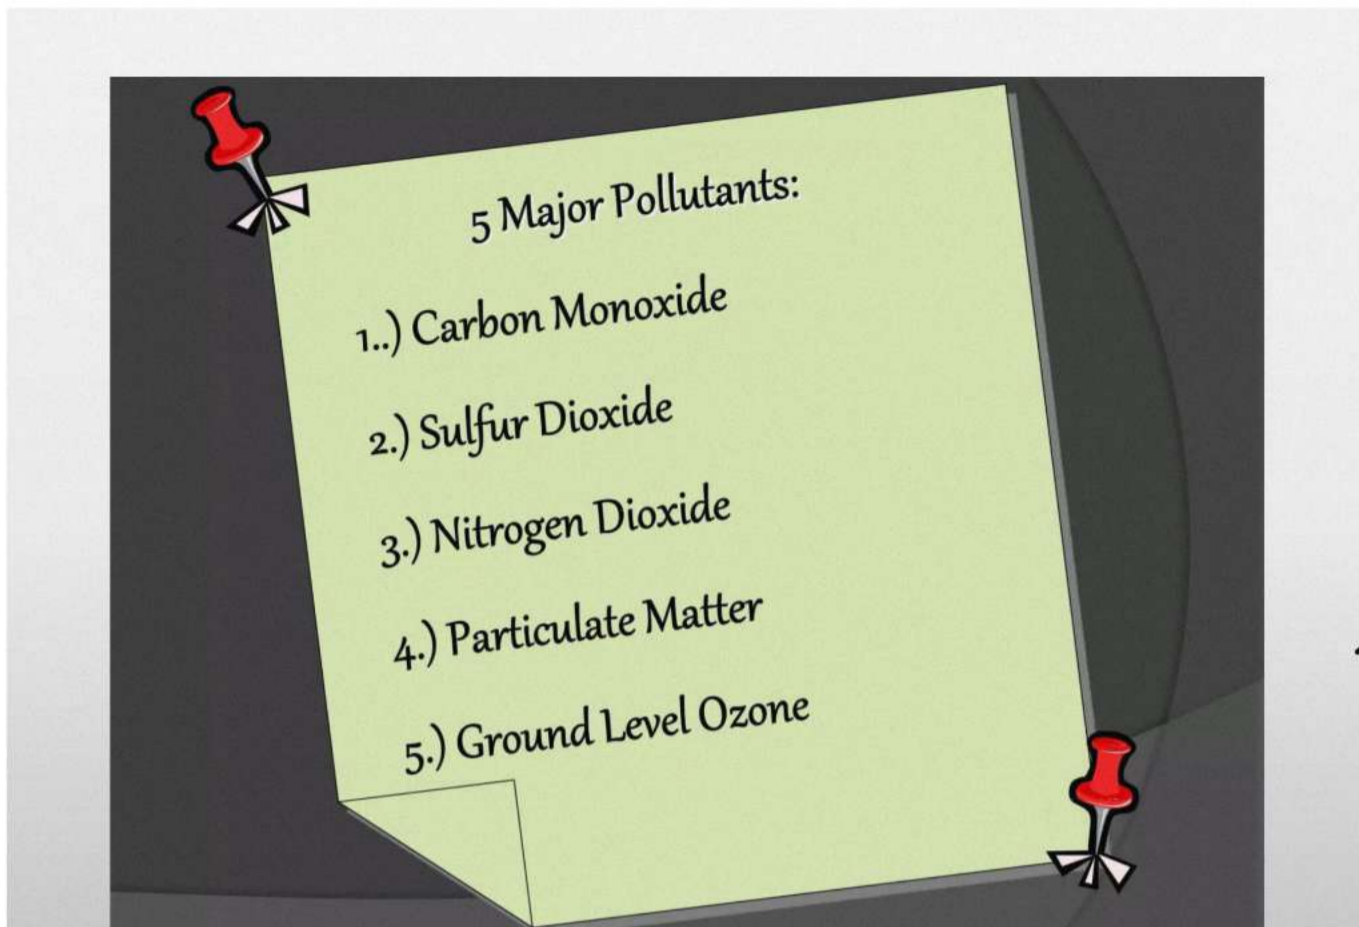 5 Major Pollutants:
1..) Carbon Monoxide
2.) Sulfur Dioxide
3.) Nitrogen Dioxide
4.) Particulate Matter
5.) Ground Level Ozone